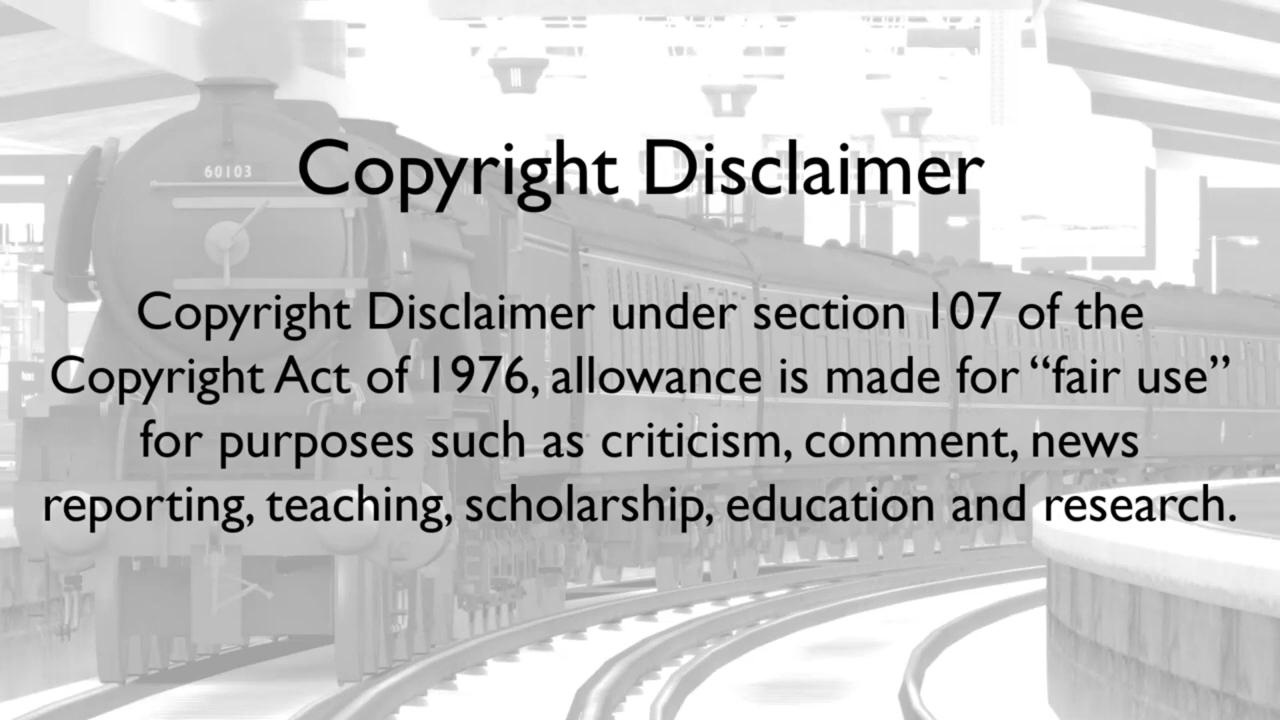 60103
Copyright Disclaimer
Copyright Disclaimer under section 107 of the
Copyright Act of 1976, allowance is made for “fair use”
for purposes such as criticism, comment, news
reporting, teaching, scholarship, education and research.